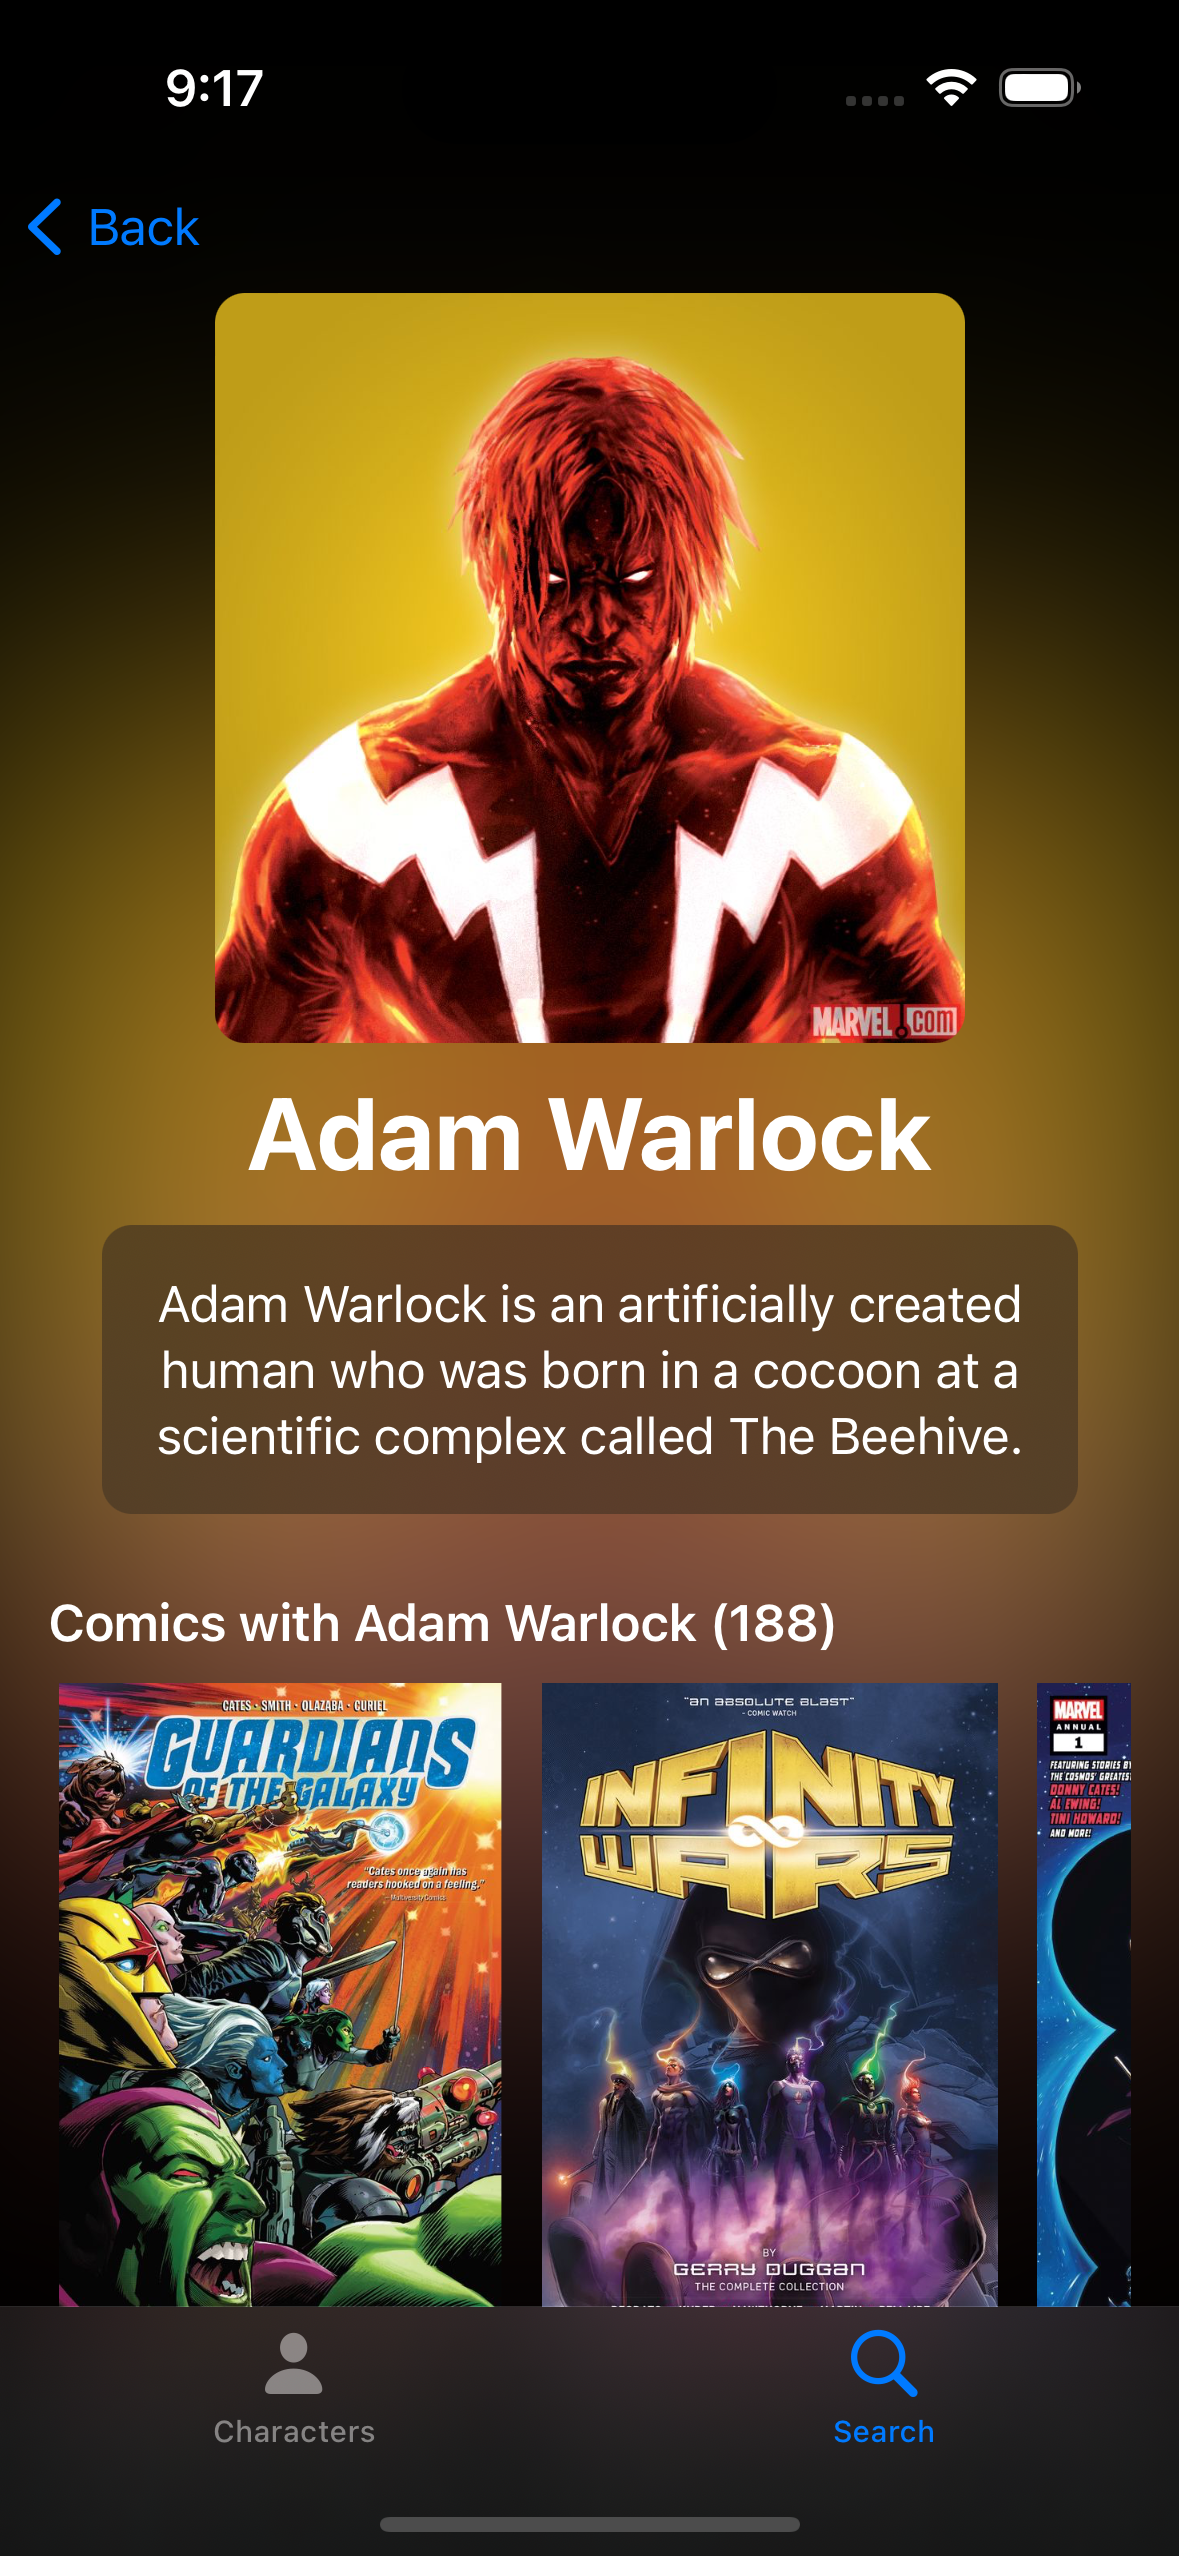 9:17
Back
MARVEL.com
Adam Warlock
Adam Warlock is an artificially created
human who was born in a cocoon at a
scientific complex called The Beehive.
Comics with Adam Warlock (188)
CATES · SMITH · OLAZABA · CURIEL
GUARDIANS
OF THE GALAXY
"Cates once again has
readers hooked on a feeling."
– Multiversity Comics
"AN ABSOLUTE BLAST"
- COMIC WATCH
INFINITY
WARS
BY
GERRY DUGGAN
THE COMPLETE COLLECTION
MARVEL
ANNUAL
1
FEATURING STORIES BY
THE COSMOS' GREATEST
DONNY CATES!
AL EWING!
TINI HOWARD!
AND MORE!
Characters
Search